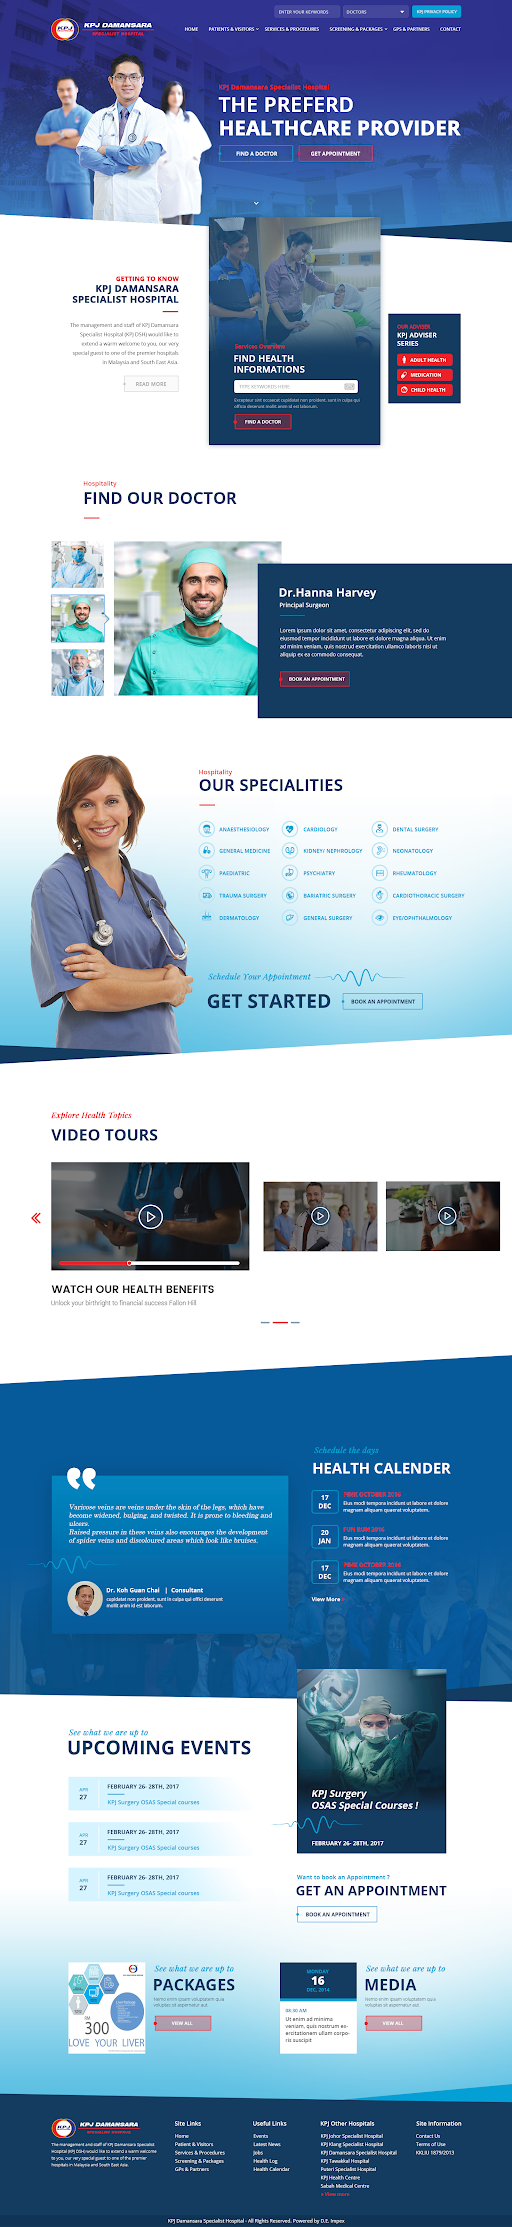 ENTER YOUR KEYWORDS
DOCTORS
KPJ PRIVACY POLICY
KPJ
KPJ DAMANSARA
SPECIALIST HOSPITAL
HOME
PATIENTS & VISITORS
SERVICES & PROCEDURES
SCREENING & PACKAGES
GPS & PARTNERS
CONTACT
KPJ Damansara Specialist Hospital
THE PREFERD
HEALTHCARE PROVIDER
FIND A DOCTOR
GET APPOINTMENT
GETTING TO KNOW
KPJ DAMANSARA
SPECIALIST HOSPITAL
The management and staff of KPJ Damansara
Specialist Hospital (KPJ DSH) would like to
extend a warm welcome to you, our very
special guest to one of the premier hospitals
in Malaysia and South East Asia.
READ MORE
Services Overview
FIND HEALTH
INFORMATIONS
TYPE KEYWORDS HERE
Excepteur sint occaecat cupidatat non proident, sunt in culpa qui
officia deserunt mollit anim id est laborum.
FIND A DOCTOR
OUR ADVISER
KPJ ADVISER
SERIES
ADULT HEALTH
MEDICATION
CHILD HEALTH
Hospitality
FIND OUR DOCTOR
Dr.Hanna Harvey
Principal Surgeon
Lorem ipsum dolor sit amet, consectetur adipiscing elit, sed do
eiusmod tempor incididunt ut labore et dolore magna aliqua. Ut enim
ad minim veniam, quis nostrud exercitation ullamco laboris nisi ut
aliquip ex ea commodo consequat.
BOOK AN APPOINTMENT
Hospitality
OUR SPECIALITIES
ANAESTHESIOLOGY
CARDIOLOGY
DENTAL SURGERY
GENERAL MEDICINE
KIDNEY/ NEPHROLOGY
NEONATOLOGY
PAEDIATRIC
PSYCHIATRY
RHEUMATOLOGY
TRAUMA SURGERY
BARIATRIC SURGERY
CARDIOTHORACIC SURGERY
DERMATOLOGY
GENERAL SURGERY
EYE/OPHTHALMOLOGY
Schedule Your Appointment
GET STARTED
BOOK AN APPOINTMENT
Explore Health Topics
VIDEO TOURS
WATCH OUR HEALTH BENEFITS
Unlock your birthright to financial success Fallon Hill
Schedule the days
HEALTH CALENDER
17
DEC
PINK OCTOBER 2016
Eius modi tempora incidunt ut labore et dolore
magnam aliquam quaerat voluptatem.
20
JAN
FUN RUN 2016
Eius modi tempora incidunt ut labore et dolore
magnam aliquam quaerat voluptatem.
17
DEC
PINK OCTOBER 2016
Eius modi tempora incidunt ut labore et dolore
magnam aliquam quaerat voluptatem.
View More
Varicose veins are veins under the skin of the legs, which have
become widened, bulging, and twisted. It is prone to bleeding and
ulcers.
Raised pressure in these veins also encourages the development
of spider veins and discoloured areas which look like bruises.
Dr. Koh Guan Chai | Consultant
cupidatat non proident, sunt in culpa qui offici deserunt
mollit anim id est laborum.
See what we are up to
UPCOMING EVENTS
APR
27
FEBRUARY 26- 28TH, 2017
KPJ Surgery OSAS Special courses
APR
27
FEBRUARY 26- 28TH, 2017
KPJ Surgery OSAS Special courses
APR
27
FEBRUARY 26- 28TH, 2017
KPJ Surgery OSAS Special courses
KPJ Surgery
OSAS Special Courses !
FEBRUARY 26- 28TH, 2017
Want to book an Appointment ?
GET AN APPOINTMENT
BOOK AN APPOINTMENT
RM
300
LOVE YOUR LIVER
See what we are up to
PACKAGES
Nemo enim ipsam voluptatem quia
voluptas sit aspernatur aut
VIEW ALL
MONDAY
16
DEC, 2014
08:30 AM
Ut enim ad minima
veniam, quis nostrum ex-
ercitationem ullam corpo-
ris suscipit
See what we are up to
MEDIA
Nemo enim ipsam voluptatem quia
voluptas sit aspernatur aut
VIEW ALL
KPJ
KPJ DAMANSARA
SPECIALIST HOSPITAL
The management and staff of KPJ Damansara Specialist
Hospital (KPJ DSH) would like to extend a warm welcome
to you, our very special guest to one of the premier
hospitals in Malaysia and South East Asia.
Site Links
Home
Patient & Visitors
Services & Procedures
Screening & Packages
GPs & Partners
Useful Links
Events
Latest News
Jobs
Health Log
Health Calendar
KPJ Other Hospitals
KPJ Johor Specialist Hospital
KPJ Klang Specialist Hospital
KPJ Damansara Specialist Hospital
KPJ Tawakkal Hospital
Puteri Specialist Hospital
KPJ Health Centre
Sabah Medical Centre
+ View more
Site Information
Contact Us
Terms of Use
KKLIU 1879/2013
KPJ Damansara Specialist Hospital - All Rights Reserved. Powered by D.E. Impex